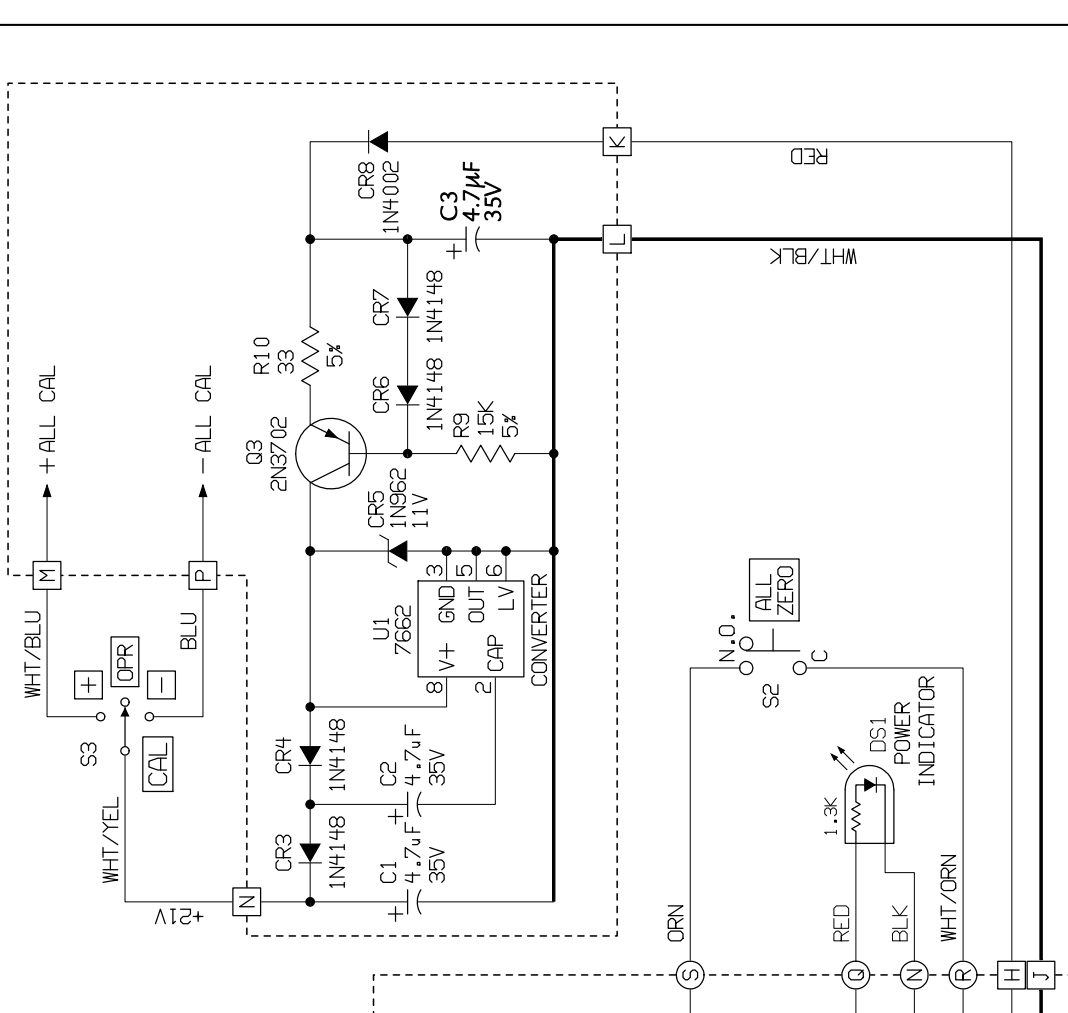 K
RED
CR8
1N4002
C3
4.7µF
35V
L
WHT/BLK
CR7
1N4148
R10
33
5%
CR6
1N4148
R9
15K
5%
Q3
2N3702
+ALL CAL
-ALL CAL
CR5
1N962
11V
M
P
WHT/BLU
BLU
+
OPR
-
S3
CAL
WHT/YEL
+21V
N
U1
7662
3
GND
5
OUT
6
LV
V+
CAP
8
2
CONVERTER
CR4
1N4148
C2
+
4.7uF
35V
CR3
1N4148
C1
+
4.7uF
35V
+
ALL
ZERO
N.O.
C
S2
DS1
POWER
INDICATOR
1.3K
ORN
RED
BLK
WHT/ORN
S
Q
N
R
H
J